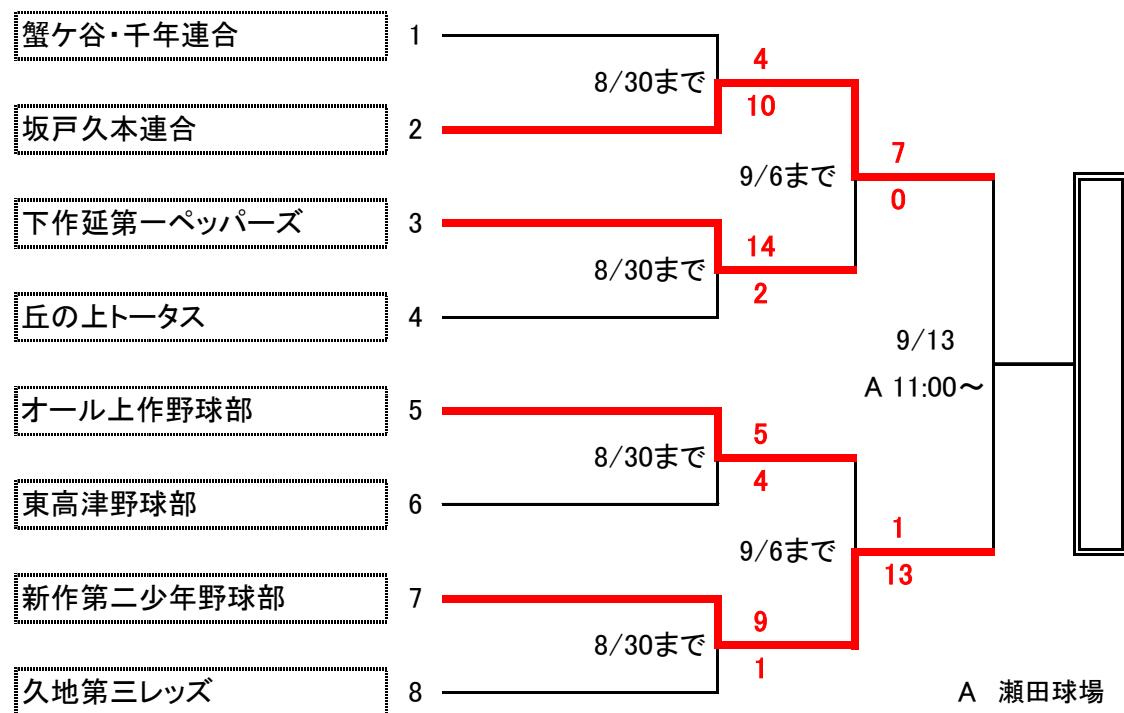 蟹ケ谷・千年連合 1
4
8/30まで
10
坂戸久本連合 2
7
9/6まで
0
下作延第一ペッパーズ 3
14
8/30まで
2
丘の上トータス 4
9/13
A 11:00～
オール上作野球部 5
5
8/30まで
4
東高津野球部 6
1
9/6まで
13
新作第二少年野球部 7
9
8/30まで
1
久地第三レッズ 8
A 瀬田球場